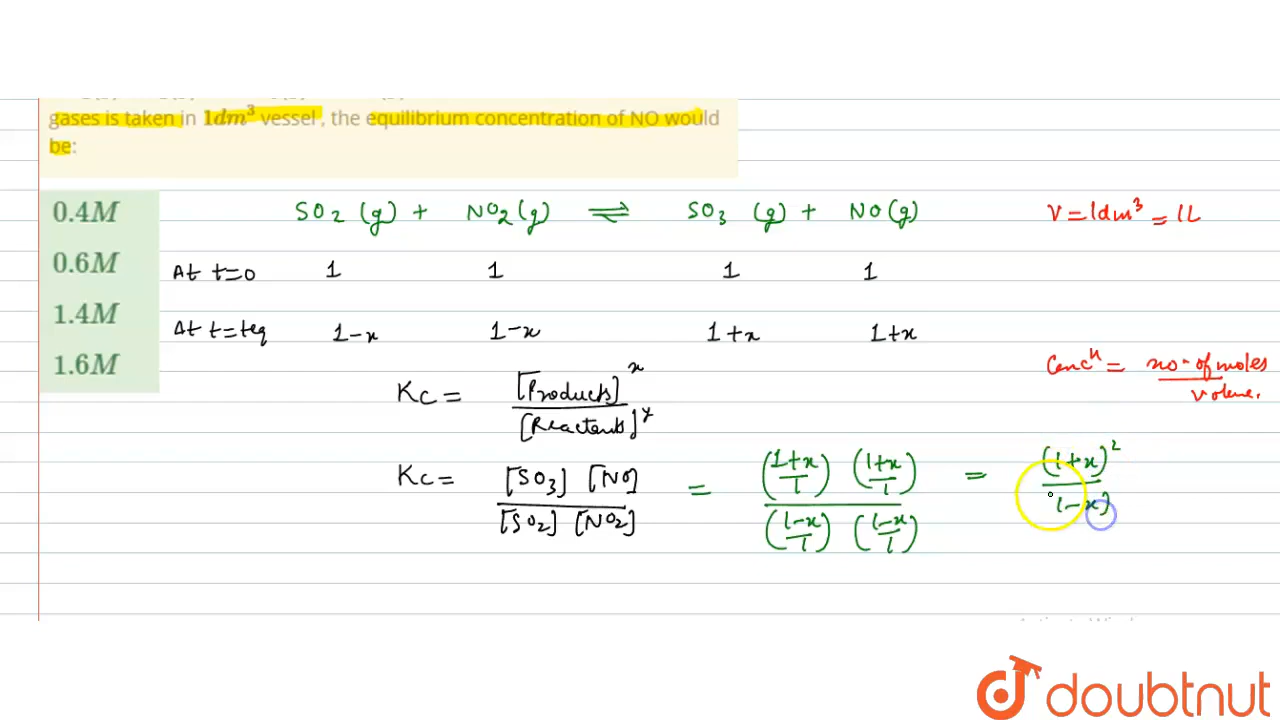 gases is taken in 1dm³ vessel , the equilibrium concentration of NO would
be:
0.4M
0.6M
1.4M
1.6M
SO₂ (g) + NO₂ (g) ⇌ SO₃ (g) + NO (g)
V = 1dm³ = 1L
At t=0 1 1 1 1
At t=teq 1-x 1-x 1+x 1+x
Concⁿ = no. of moles / volume.
Kc = [Products]^x / [Reactants]^y
Kc = [SO₃] [NO] / [SO₂] [NO₂] = (1+x/1) (1+x/1) / (1-x/1) (1-x/1) = (1+x)² / (1-x)
doubtnut